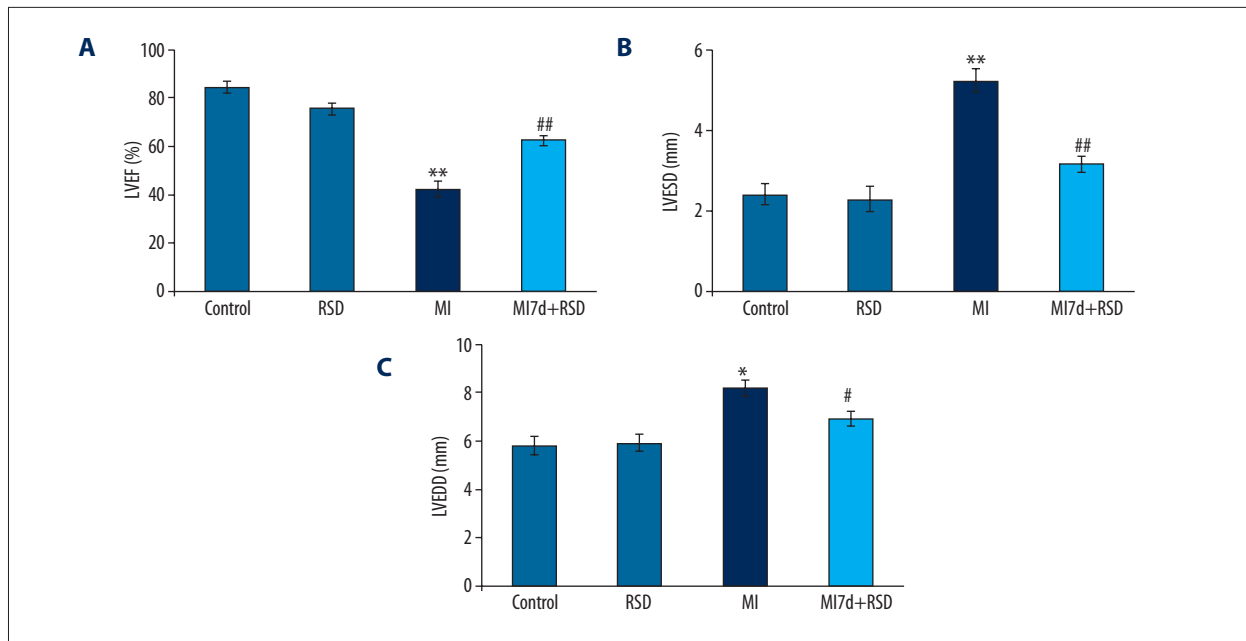 A
LVEF (%)
100
80
60
40
20
0
**
##
Control RSD MI MI7d+RSD
B
LVESD (mm)
6
4
2
0
**
##
Control RSD MI MI7d+RSD
C
LVEDD (mm)
10
8
6
4
2
0
*
#
Control RSD MI MI7d+RSD